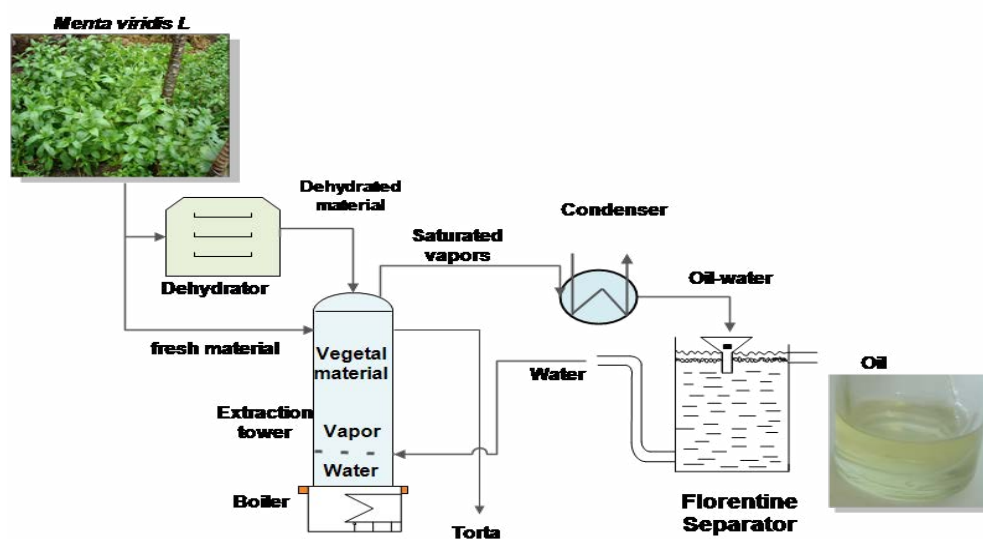 Menta viridis L
Dehydrated
material
Condenser
Saturated
vapors
Oil-water
Dehydrator
fresh material
Vegetal
material
Water
Oil
Extraction
tower
Vapor
Water
Boiler
Florentine
Separator
Torta